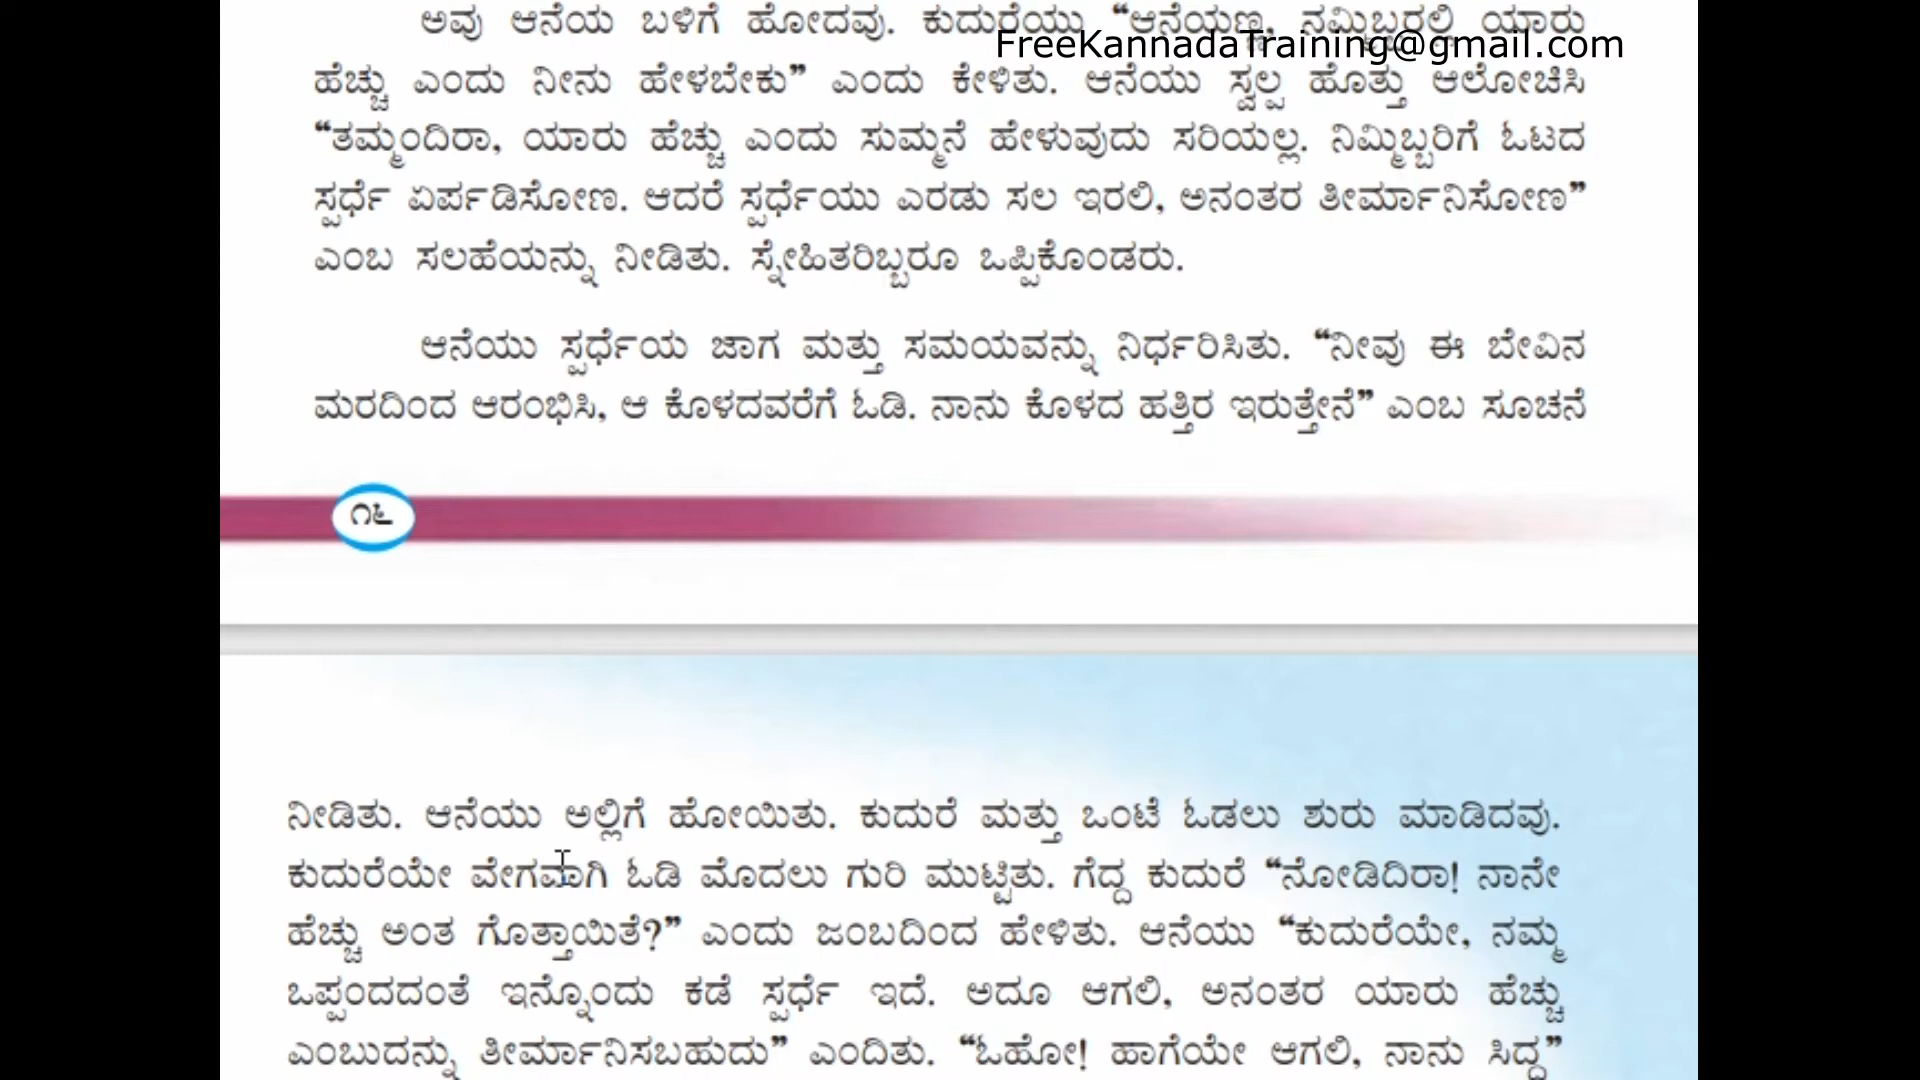 ಅವು ಆನೆಯ ಬಳಿಗೆ ಹೋದವು. ಕುದುರೆಯು “ಆನೆಯಣ್ಣ, ನಮ್ಮಿಬ್ಬರಲ್ಲಿ ಯಾರು
FreeKannadaTraining@gmail.com
ಹೆಚ್ಚು ಎಂದು ನೀನು ಹೇಳಬೇಕು” ಎಂದು ಕೇಳಿತು. ಆನೆಯು ಸ್ವಲ್ಪ ಹೊತ್ತು ಆಲೋಚಿಸಿ
“ತಮ್ಮಂದಿರಾ, ಯಾರು ಹೆಚ್ಚು ಎಂದು ಸುಮ್ಮನೆ ಹೇಳುವುದು ಸರಿಯಲ್ಲ. ನಿಮ್ಮಿಬ್ಬರಿಗೆ ಓಟದ
ಸ್ಪರ್ಧೆ ಏರ್ಪಡಿಸೋಣ. ಆದರೆ ಸ್ಪರ್ಧೆಯು ಎರಡು ಸಲ ಇರಲಿ, ಅನಂತರ ತೀರ್ಮಾನಿಸೋಣ”
ಎಂಬ ಸಲಹೆಯನ್ನು ನೀಡಿತು. ಸ್ನೇಹಿತರಿಬ್ಬರೂ ಒಪ್ಪಿಕೊಂಡರು.
ಆನೆಯು ಸ್ಪರ್ಧೆಯ ಜಾಗ ಮತ್ತು ಸಮಯವನ್ನು ನಿರ್ಧರಿಸಿತು. “ನೀವು ಈ ಬೇವಿನ
ಮರದಿಂದ ಆರಂಭಿಸಿ, ಆ ಕೊಳದವರೆಗೆ ಓಡಿ. ನಾನು ಕೊಳದ ಹತ್ತಿರ ಇರುತ್ತೇನೆ” ಎಂಬ ಸೂಚನೆ
೧೬
ನೀಡಿತು. ಆನೆಯು ಅಲ್ಲಿಗೆ ಹೋಯಿತು. ಕುದುರೆ ಮತ್ತು ಒಂಟೆ ಓಡಲು ಶುರು ಮಾಡಿದವು.
ಕುದುರೆಯೇ ವೇಗವಾಗಿ ಓಡಿ ಮೊದಲು ಗುರಿ ಮುಟ್ಟಿತು. ಗೆದ್ದ ಕುದುರೆ “ನೋಡಿದಿರಾ! ನಾನೇ
ಹೆಚ್ಚು ಅಂತ ಗೊತ್ತಾಯಿತೆ?” ಎಂದು ಜಂಬದಿಂದ ಹೇಳಿತು. ಆನೆಯು “ಕುದುರೆಯೇ, ನಮ್ಮ
ಒಪ್ಪಂದದಂತೆ ಇನ್ನೊಂದು ಕಡೆ ಸ್ಪರ್ಧೆ ಇದೆ. ಅದೂ ಆಗಲಿ, ಅನಂತರ ಯಾರು ಹೆಚ್ಚು
ಎಂಬುದನ್ನು ತೀರ್ಮಾನಿಸಬಹುದು” ಎಂದಿತು. “ಓಹೋ! ಹಾಗೆಯೇ ಆಗಲಿ, ನಾನು ಸಿದ್ಧ”